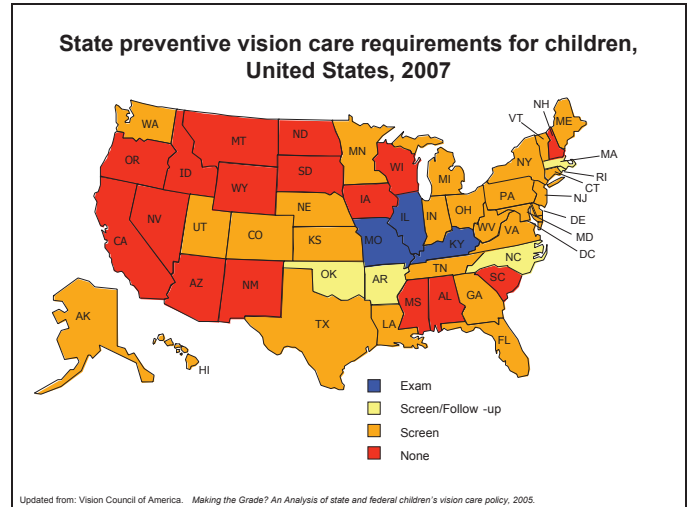 State preventive vision care requirements for children,
United States, 2007
WA
OR
CA
NV
ID
MT
WY
UT
AZ
NM
CO
ND
SD
NE
KS
OK
TX
MN
IA
MO
AR
LA
WI
IL
MS
MI
IN
OH
KY
TN
AL
GA
FL
SC
NC
VA
WV
PA
NY
VT
NH
ME
MA
RI
CT
NJ
DE
MD
DC
AK
HI
Exam
Screen/Follow -up
Screen
None
Updated from: Vision Council of America. Making the Grade? An Analysis of state and federal children's vision care policy, 2005.